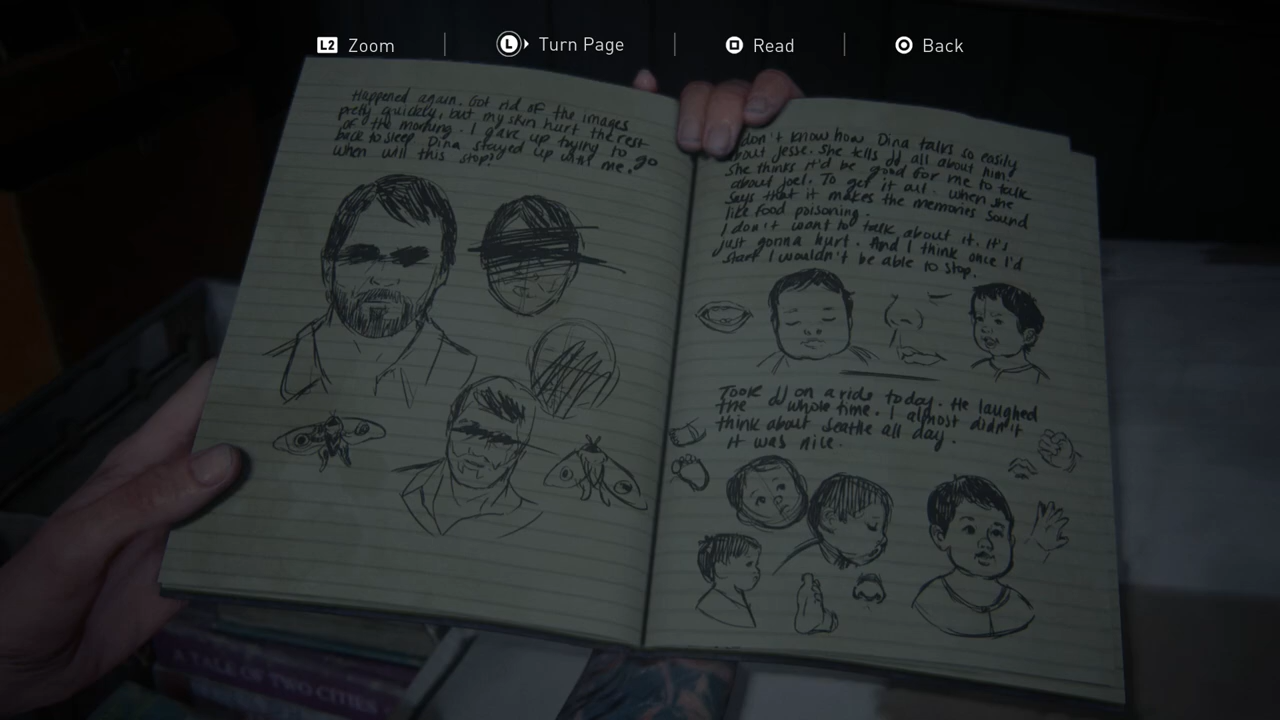 L2 Zoom
L Turn Page
Read
Back
Happened again. Got rid of the images
pretty quickly, but my skin hurt the rest
of the morning. I gave up trying to go
back to sleep Dina stayed up with me.
when will this stop?
don't know how Dina talks so easily
about Jesse. She tells JJ all about him
She thinks it'd be good for me to talk
about joel. To get it out. when she
says that it makes the memories sound
like food poisoning.
I don't want to talk about it. It's
just gonna hurt. And I think once I'd
start I wouldn't be able to stop.
Took JJ on a ride today. He laughed
the whole time. I almost didn't
think about Seattle all day.
It was nice.
A TALE OF TWO CITIES